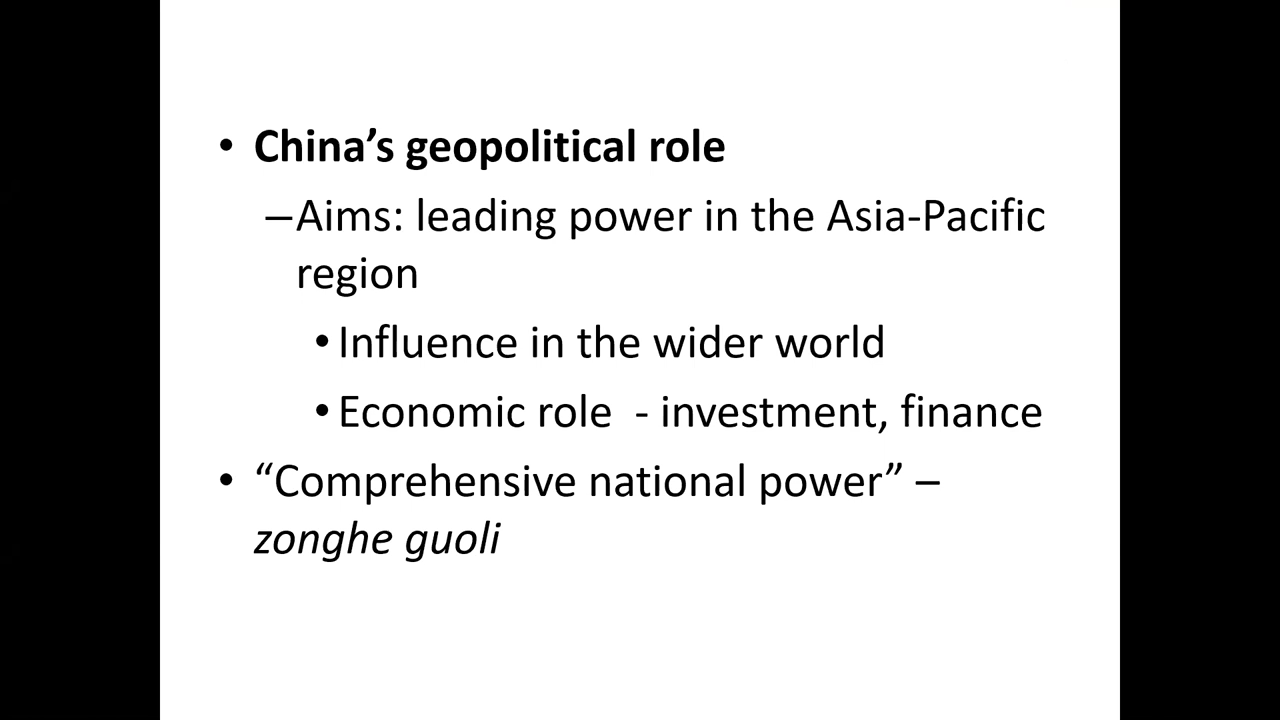 • China’s geopolitical role
–Aims: leading power in the Asia-Pacific
region
• Influence in the wider world
• Economic role  - investment, finance
• “Comprehensive national power” –
zonghe guoli